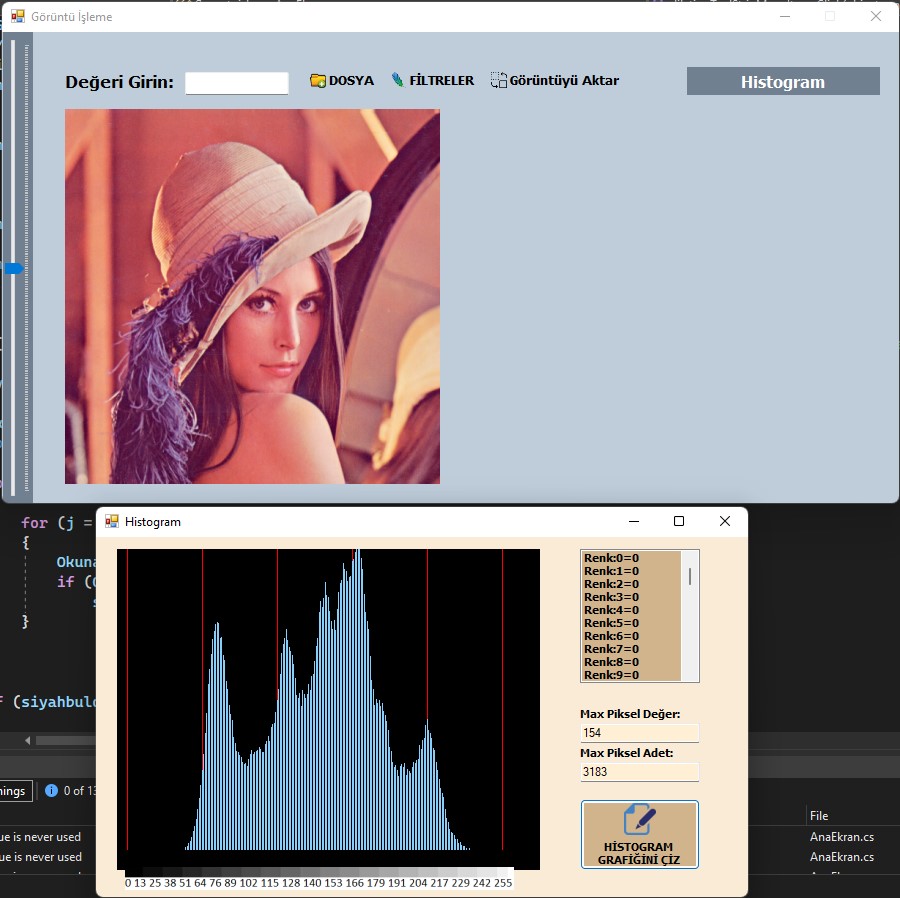 Görüntü İşleme
Değeri Girin:
DOSYA
FİLTRELER
Görüntüyü Aktar
Histogram
for (j =
{
if (
}
(siyahbulo
0 of 13
File
ue is never used
AnaEkran.cs
ue is never used
AnaEkran.cs
Histogram
Renk:0=0
Renk:1=0
Renk:2=0
Renk:3=0
Renk:4=0
Renk:5=0
Renk:6=0
Renk:7=0
Renk:8=0
Renk:9=0
Max Piksel Değer:
154
Max Piksel Adet:
3183
HİSTOGRAM
GRAFİĞİNİ ÇİZ
0 13 25 38 51 64 76 89 102 115 128 140 153 166 179 191 204 217 229 242 255